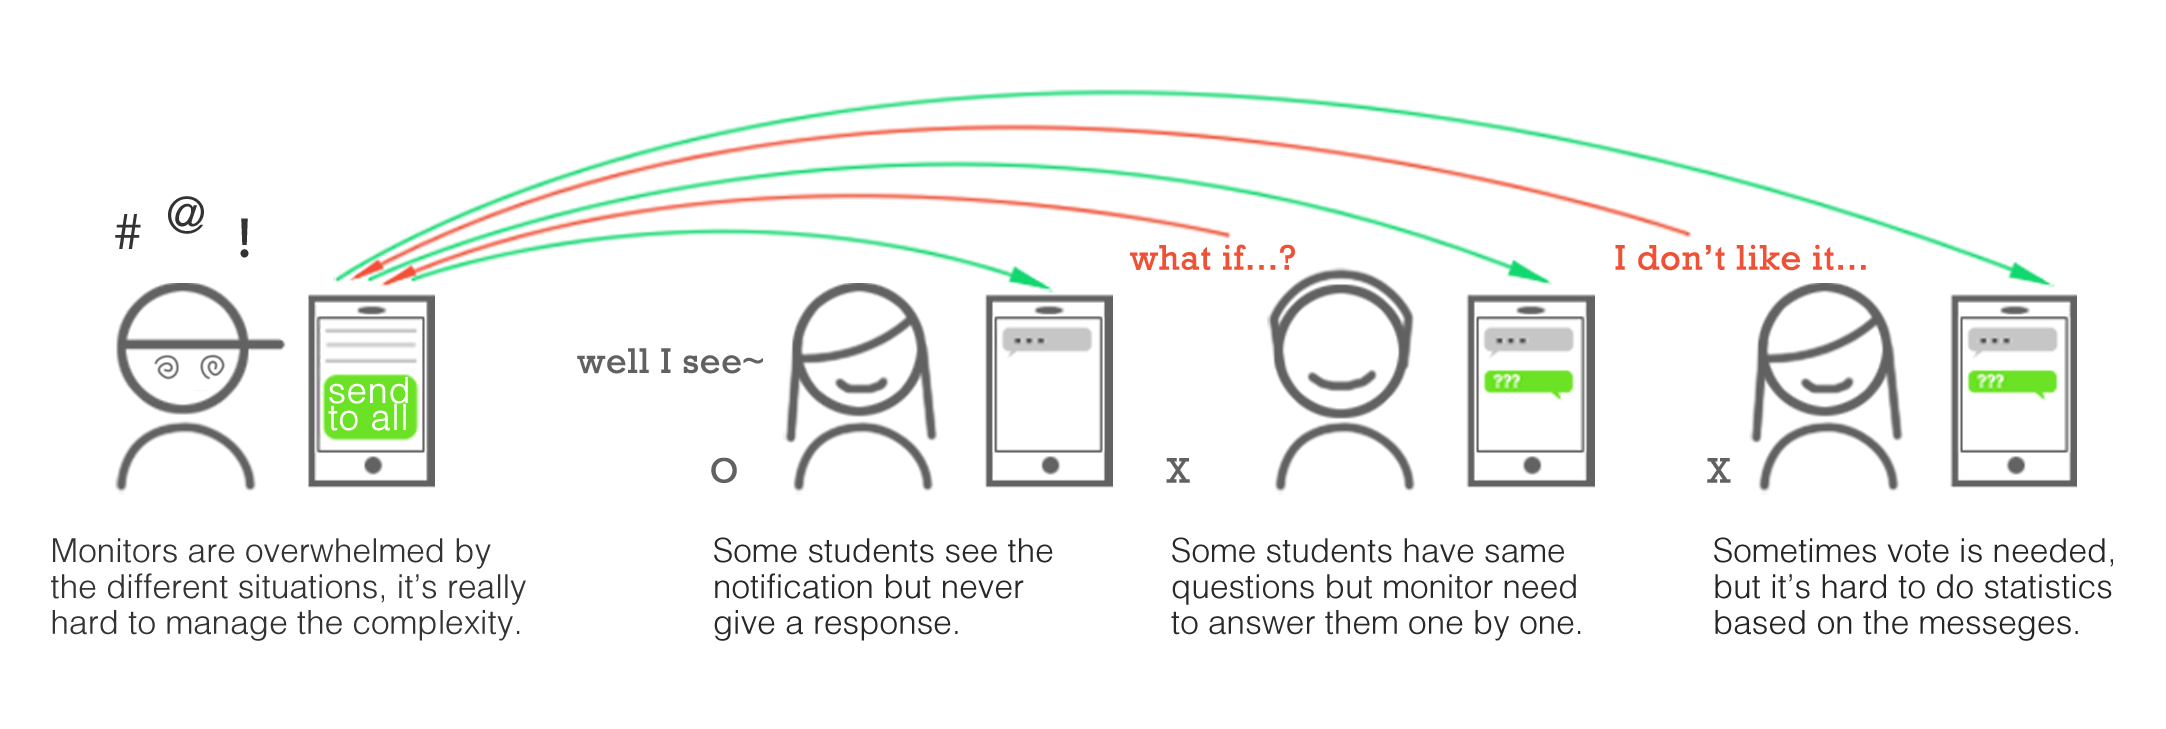 # @ !
send
to all
well I see~
what if...?
I don't like it...
...
...
???
...
???
O
X
X
Monitors are overwhelmed by
the different situations, it's really
hard to manage the complexity.
Some students see the
notification but never
give a response.
Some students have same
questions but monitor need
to answer them one by one.
Sometimes vote is needed,
but it's hard to do statistics
based on the messeges.